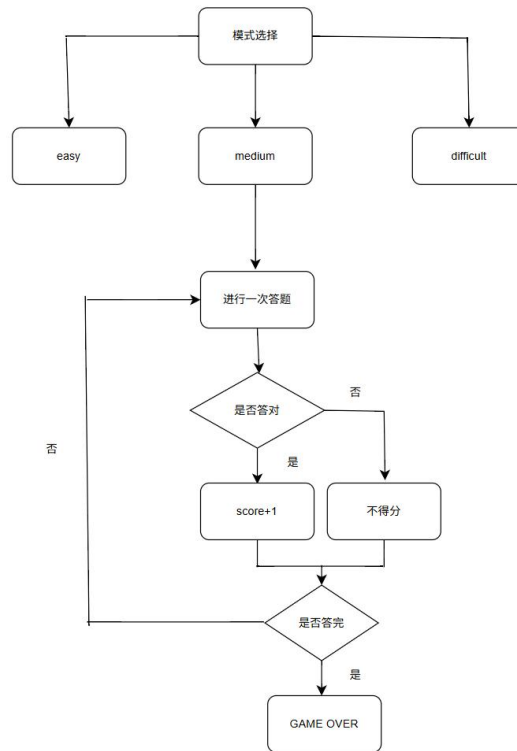 模式选择
easy
medium
difficult
进行一次答题
是否答对
否
否
是
score+1
不得分
是否答完
是
GAME OVER